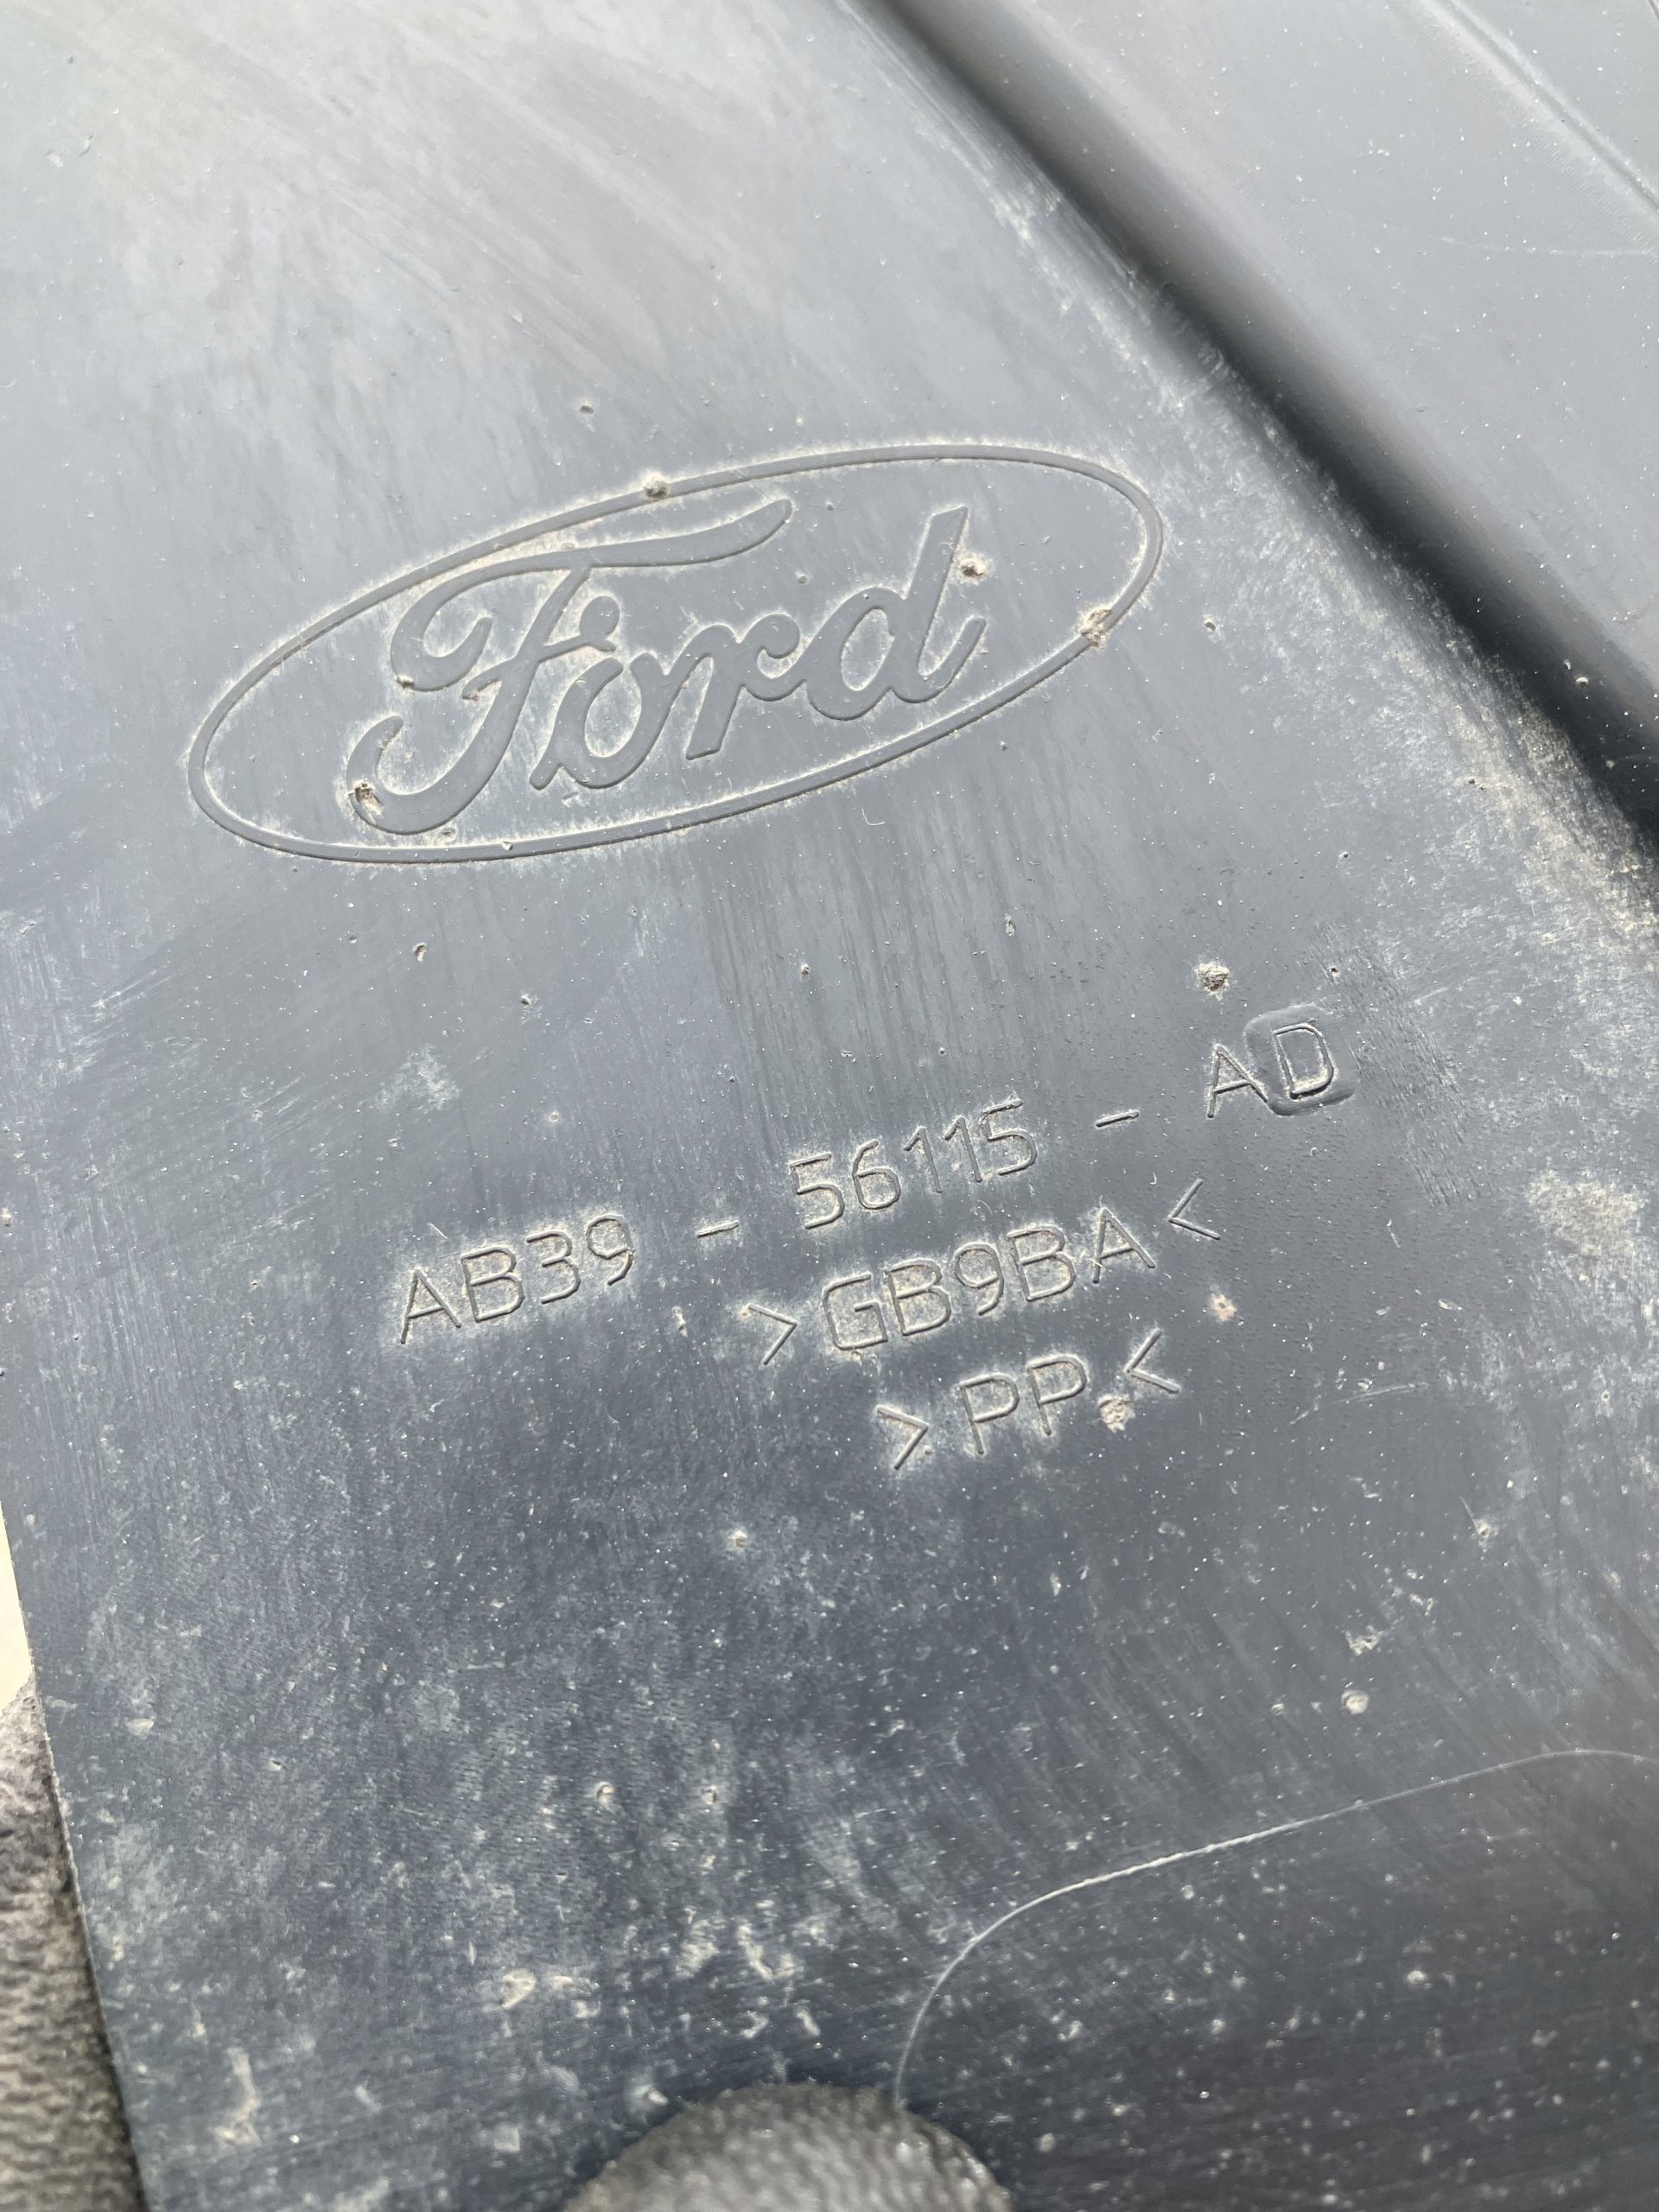 Ford
AB39 - 56115 - AD
>GB9BA<
>PP<